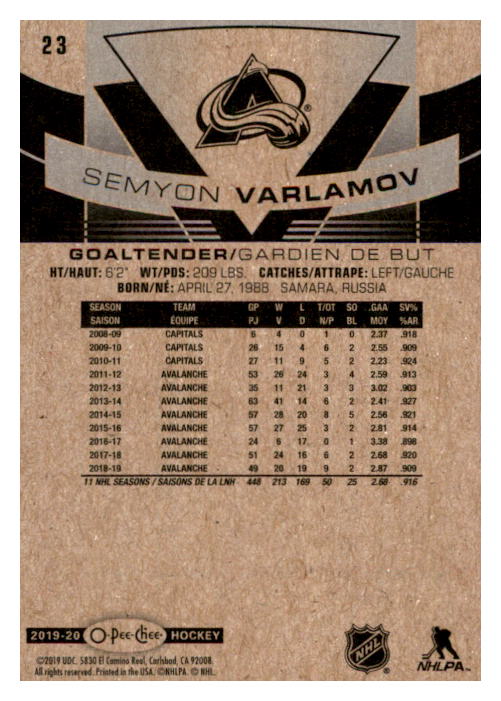 23
SEMYON VARLAMOV
GOALTENDER/GARDIEN DE BUT
HT/HAUT: 6'2" WT/PDS: 209 LBS. CATCHES/ATTRAPE: LEFT/GAUCHE
BORN/NÉ: APRIL 27, 1988 SAMARA, RUSSIA
SEASON TEAM GP W L T/OT SO .GAA SV%
SAISON ÉQUIPE PJ V D N/P BL MOY %AR
2008-09 CAPITALS 6 4 0 1 0 2.37 .918
2009-10 CAPITALS 26 15 4 6 2 2.55 .909
2010-11 CAPITALS 27 11 9 5 2 2.23 .924
2011-12 AVALANCHE 53 26 24 3 4 2.59 .913
2012-13 AVALANCHE 35 11 21 3 3 3.02 .903
2013-14 AVALANCHE 63 41 14 6 2 2.41 .927
2014-15 AVALANCHE 57 28 20 8 5 2.56 .921
2015-16 AVALANCHE 57 27 25 3 2 2.81 .914
2016-17 AVALANCHE 24 6 17 0 1 3.38 .898
2017-18 AVALANCHE 51 24 16 6 2 2.68 .920
2018-19 AVALANCHE 49 20 19 9 2 2.87 .909
11 NHL SEASONS / SAISONS DE LA LNH 448 213 169 50 25 2.68 .916
2019-20 O-Pee-Chee HOCKEY
©2019 UDC. 5830 El Camino Real, Carlsbad, CA 92008.
All rights reserved. Printed in the USA. ©NHLPA. © NHL.
NHL
NHLPA™